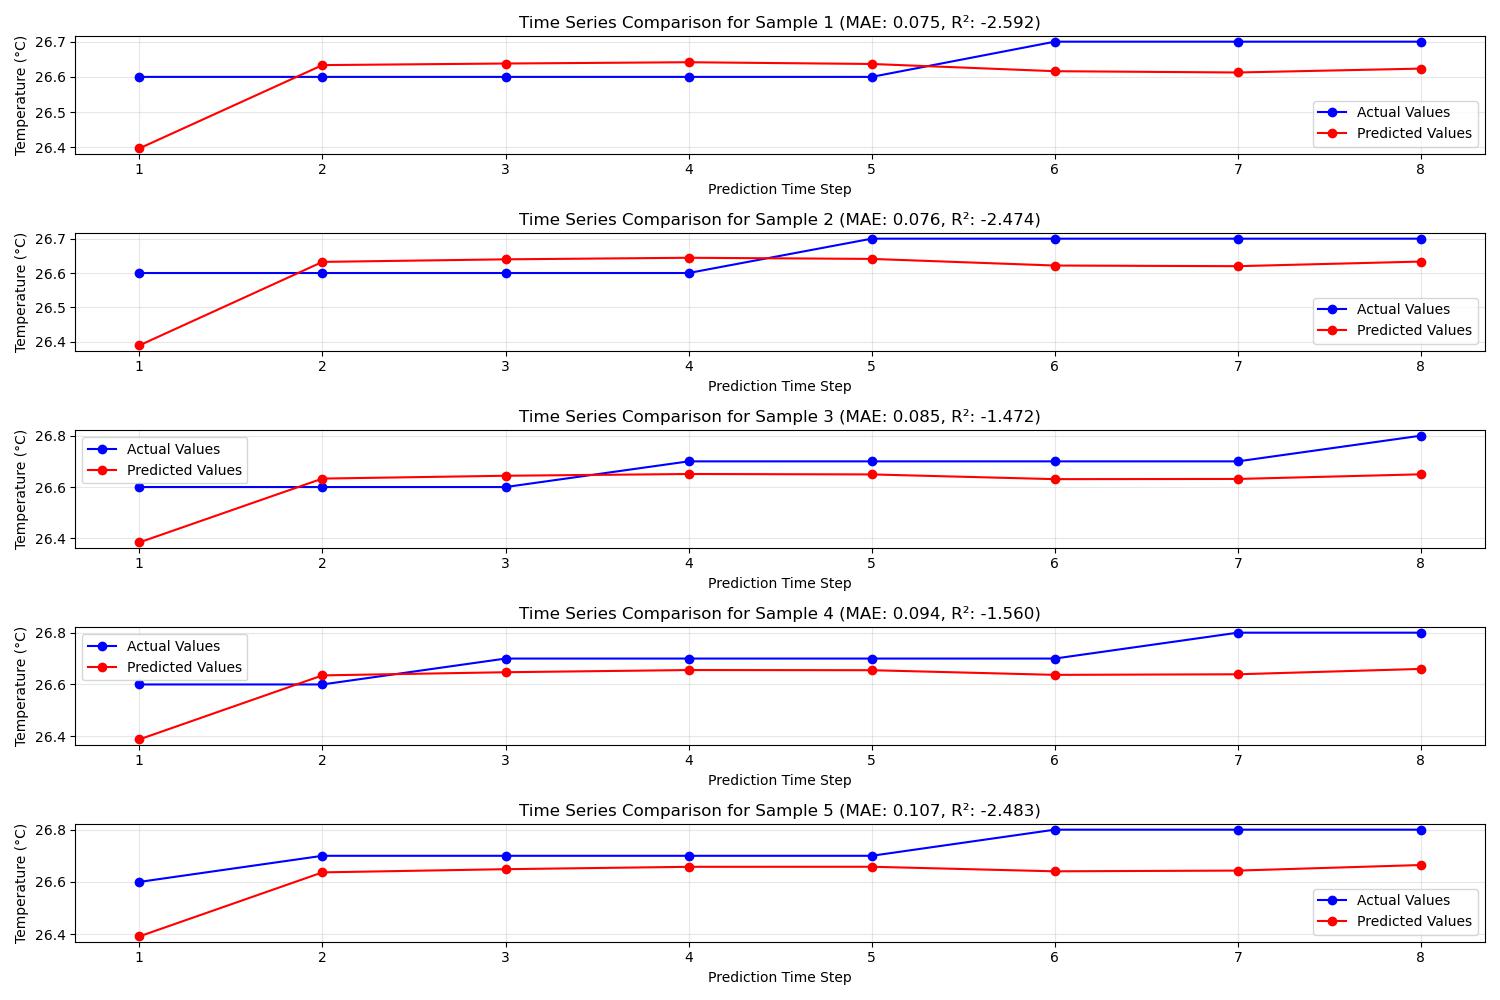 Time Series Comparison for Sample 1 (MAE: 0.075, R²: -2.592)
Temperature (°C)
26.7
26.6
26.5
26.4
Actual Values
Predicted Values
1 2 3 4 5 6 7 8
Prediction Time Step
Time Series Comparison for Sample 2 (MAE: 0.076, R²: -2.474)
Temperature (°C)
26.7
26.6
26.5
26.4
Actual Values
Predicted Values
1 2 3 4 5 6 7 8
Prediction Time Step
Time Series Comparison for Sample 3 (MAE: 0.085, R²: -1.472)
Temperature (°C)
26.8
26.6
26.4
Actual Values
Predicted Values
1 2 3 4 5 6 7 8
Prediction Time Step
Time Series Comparison for Sample 4 (MAE: 0.094, R²: -1.560)
Temperature (°C)
26.8
26.6
26.4
Actual Values
Predicted Values
1 2 3 4 5 6 7 8
Prediction Time Step
Time Series Comparison for Sample 5 (MAE: 0.107, R²: -2.483)
Temperature (°C)
26.8
26.6
26.4
Actual Values
Predicted Values
1 2 3 4 5 6 7 8
Prediction Time Step